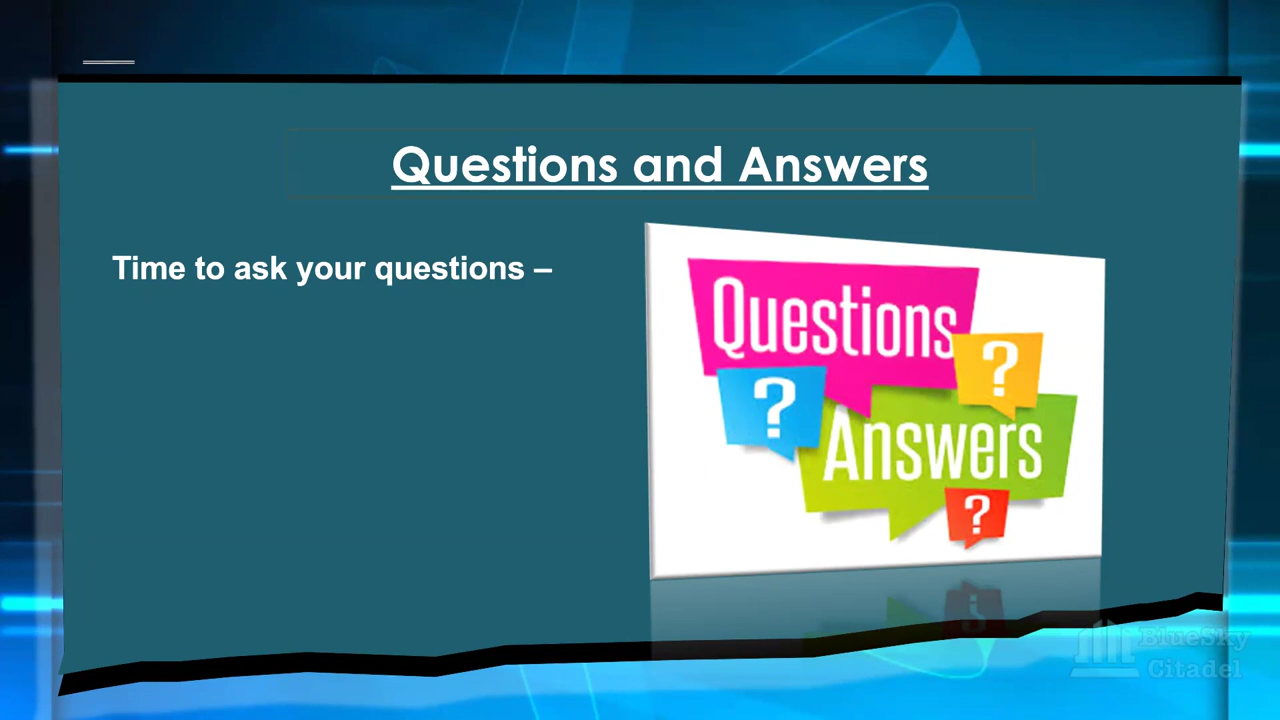 Questions and Answers
Time to ask your questions –
Questions
?
?
Answers
?
BlueSky
Citadel